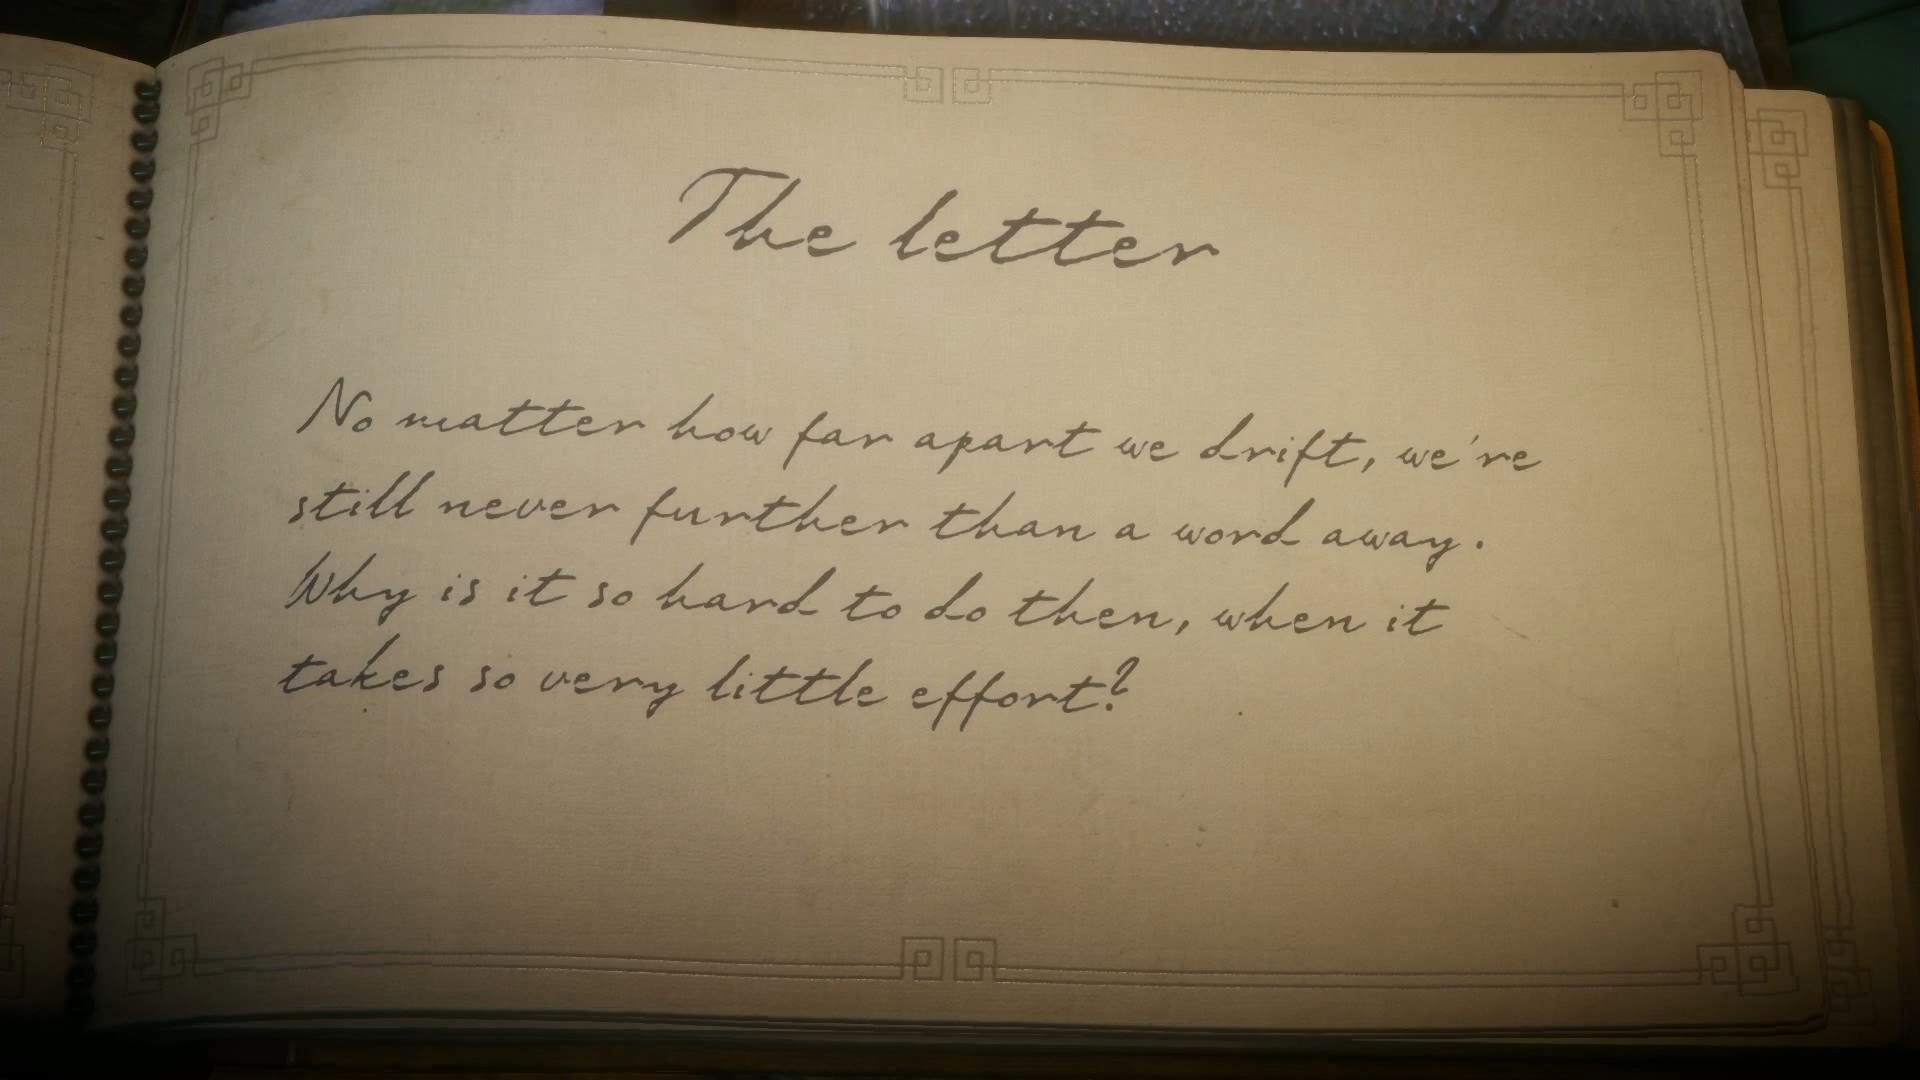 The letter
No matter how far apart we drift, we're
still never further than a word away.
Why is it so hard to do then, when it
takes so very little effort?